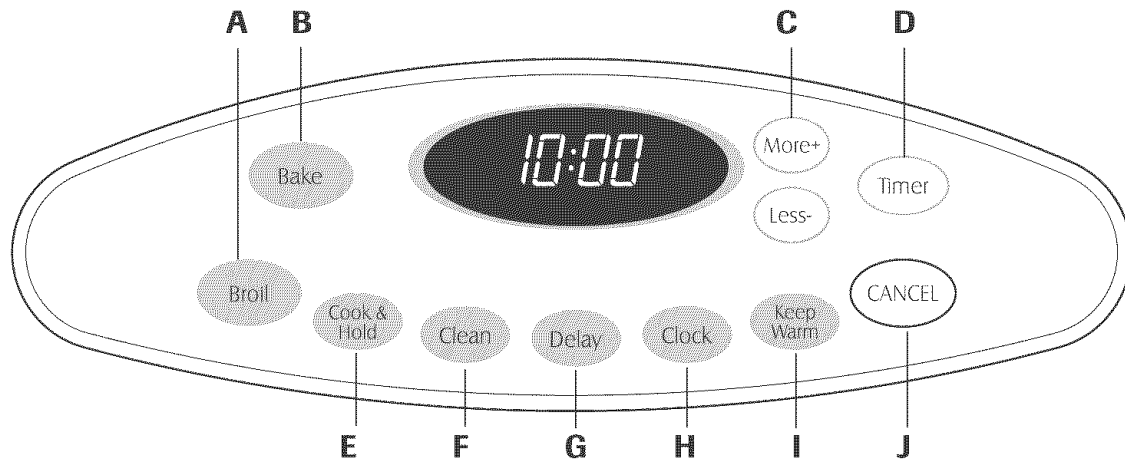 A B C D
10:00
More+
Bake
Timer
Less-
Broil
CANCEL
Cook &
Hold
Clean
Delay
Clock
Keep
Warm
E F G H I J